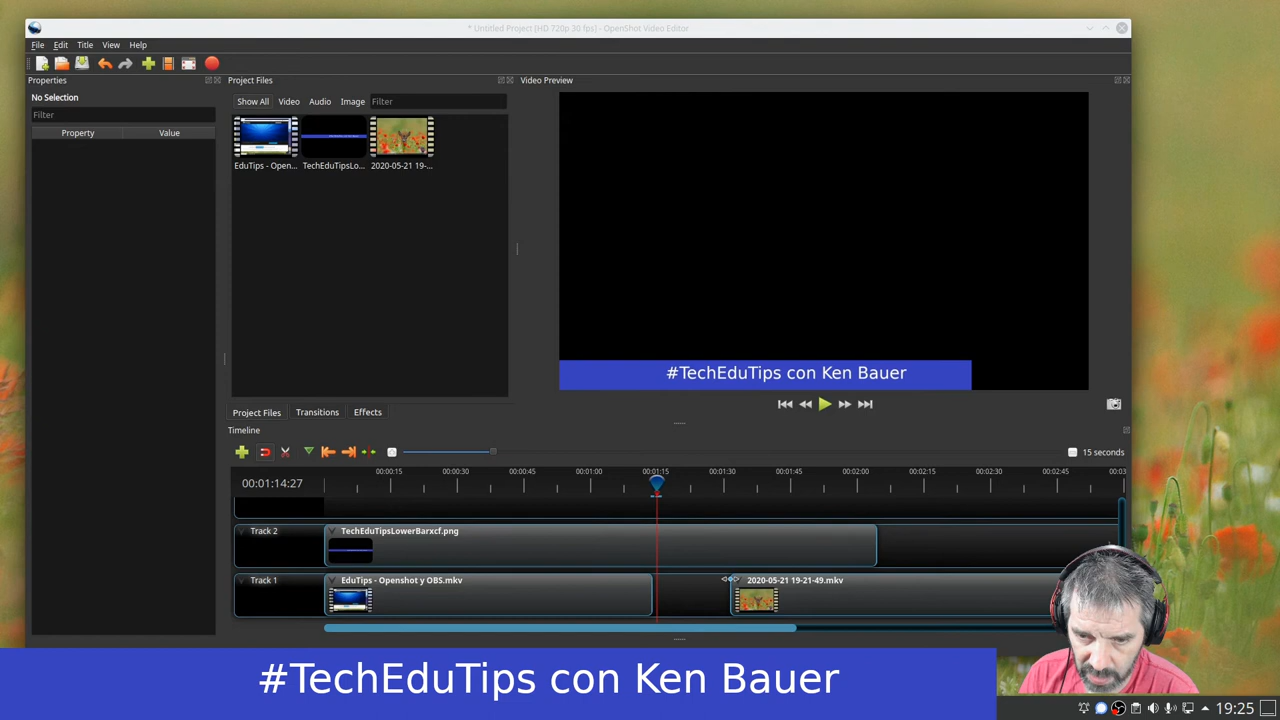 * Untitled Project [HD 720p 30 fps] - OpenShot Video Editor
File Edit Title View Help
Properties
Project Files
Video Preview
No Selection
Filter
Property Value
Show All Video Audio Image Filter
EduTips - Open... TechEduTipsLo... 2020-05-21 19-...
#TechEduTips con Ken Bauer
Project Files Transitions Effects
Timeline
15 seconds
00:01:14:27
00:00:15 00:00:30 00:00:45 00:01:00 00:01:15 00:01:30 00:01:45 00:02:00 00:02:15 00:02:30 00:02:45 00:03
Track 2 TechEduTipsLowerBarxcf.png
Track 1 EduTips - Openshot y OBS.mkv 2020-05-21 19-21-49.mkv
#TechEduTips con Ken Bauer
19:25